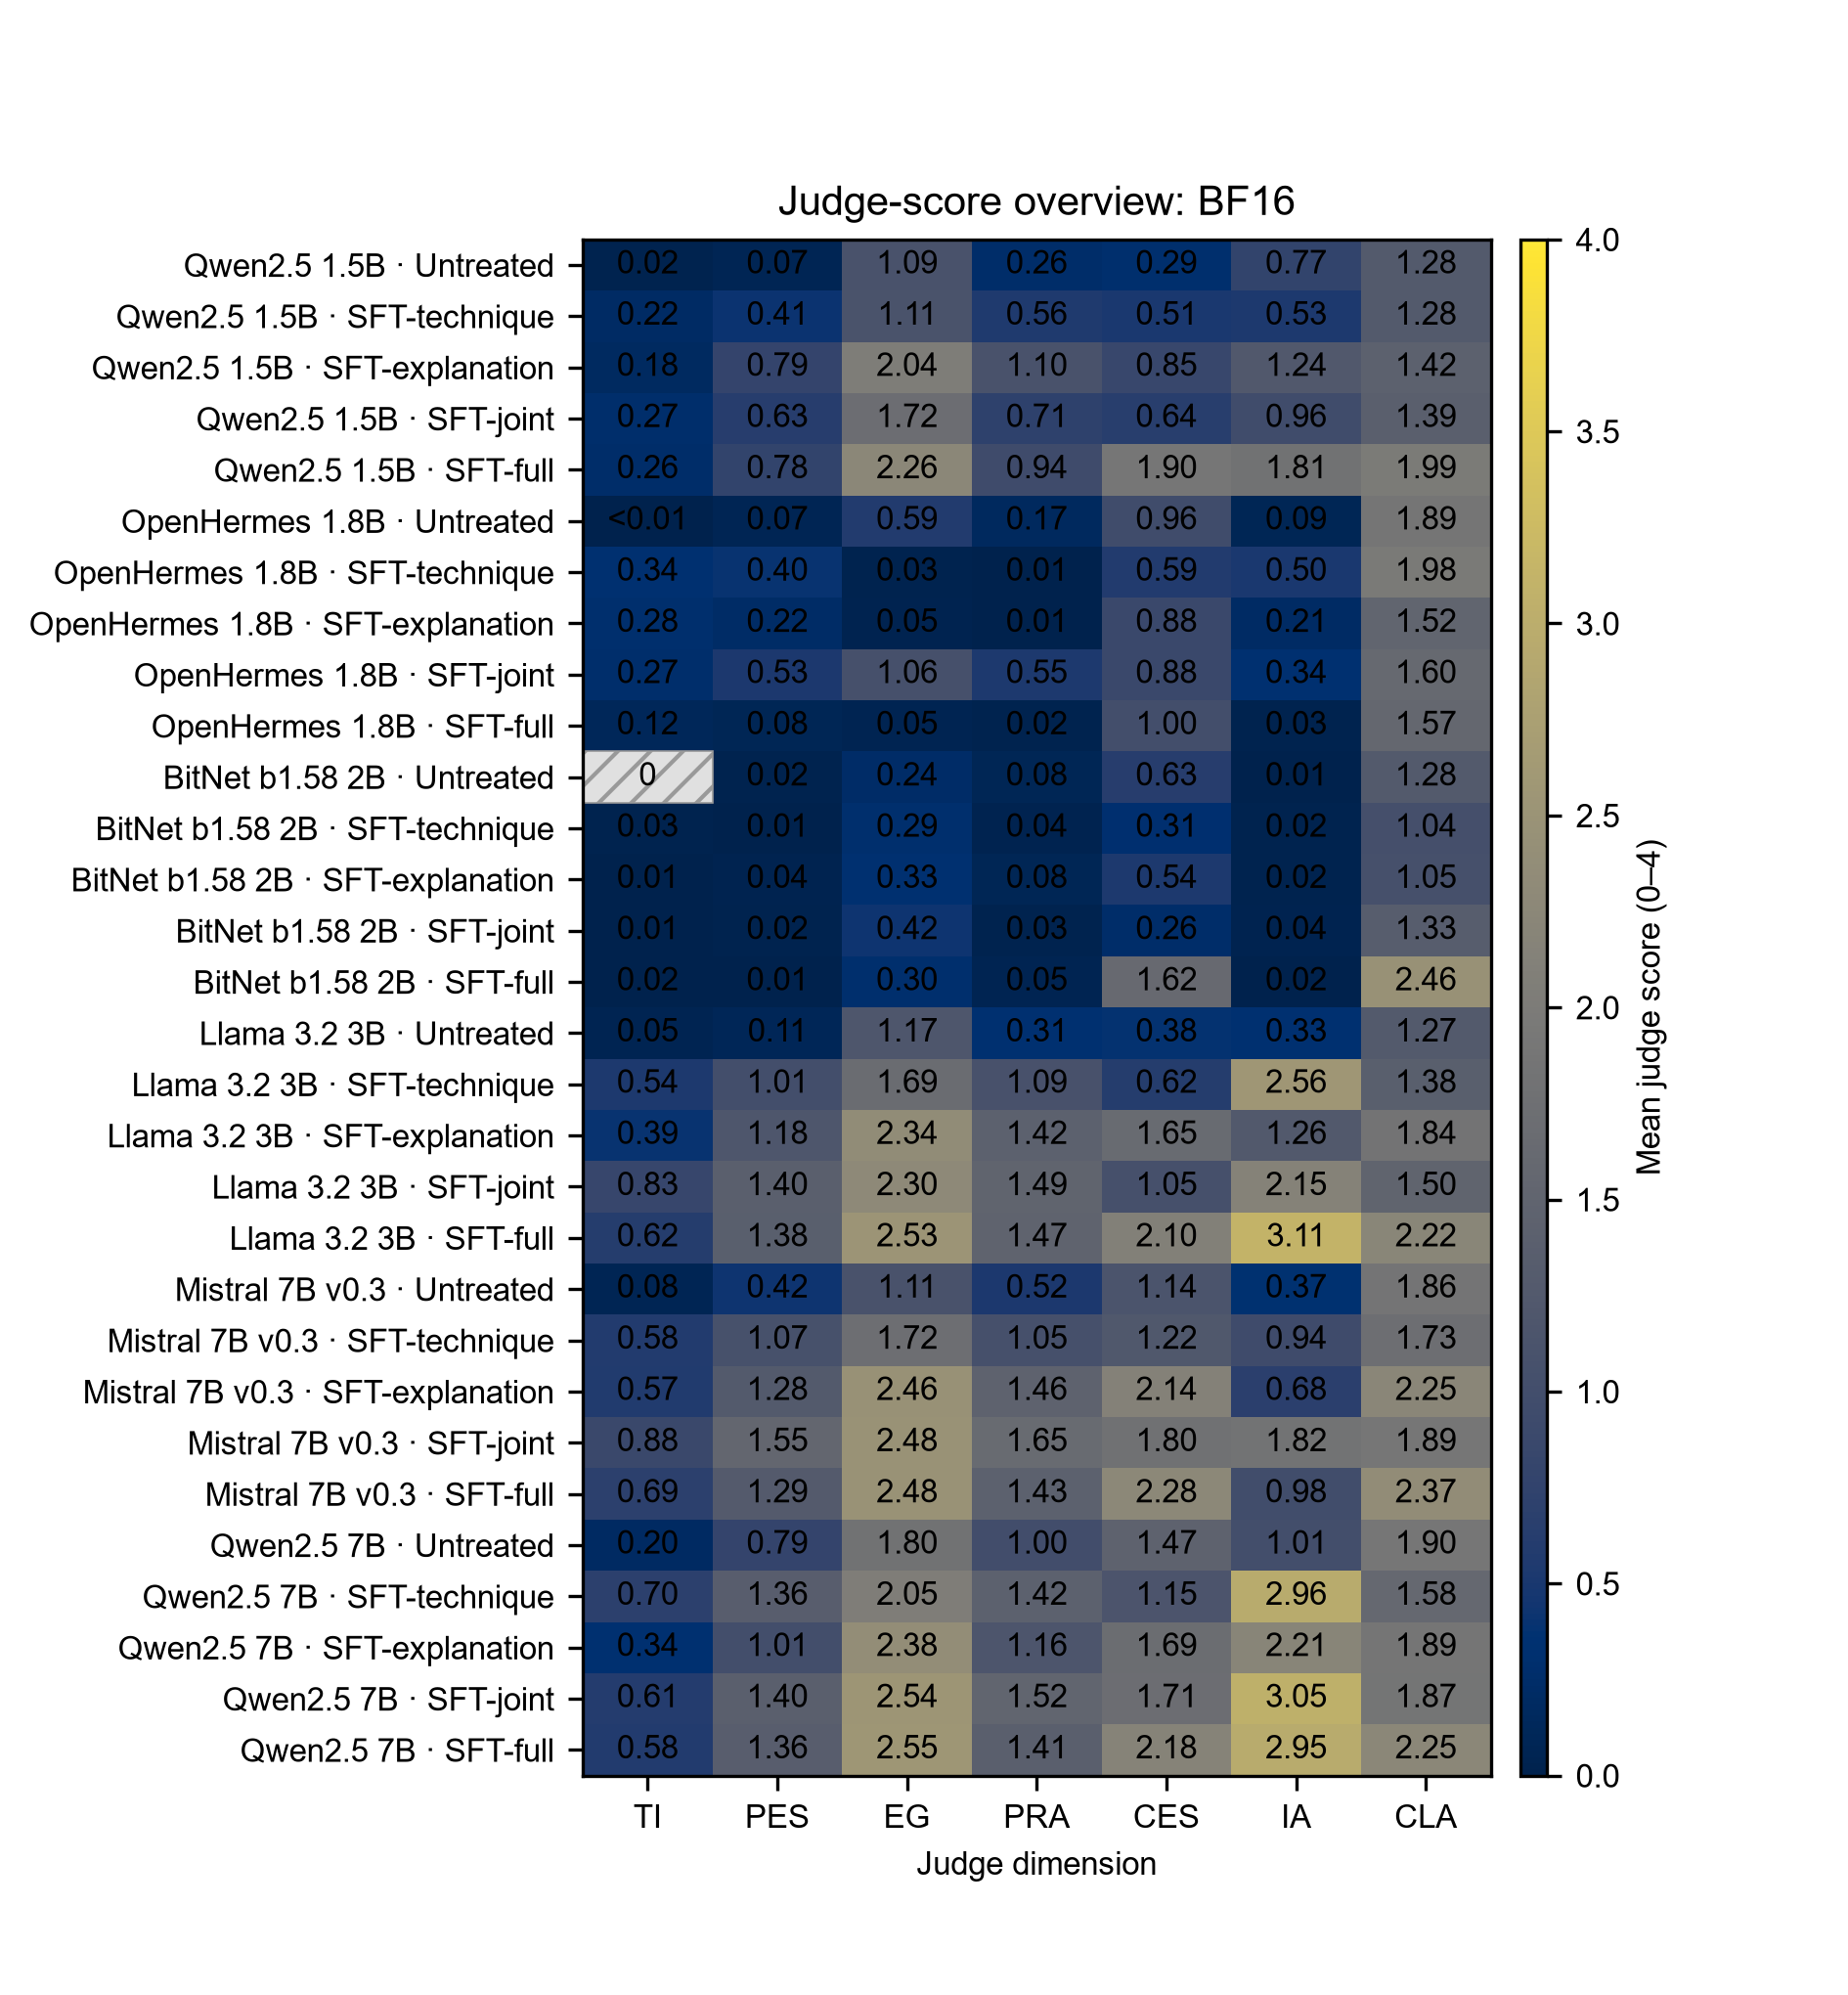 Judge-score overview: BF16
Qwen2.5 1.5B · Untreated 0.02 0.07 1.09 0.26 0.29 0.77 1.28
Qwen2.5 1.5B · SFT-technique 0.22 0.41 1.11 0.56 0.51 0.53 1.28
Qwen2.5 1.5B · SFT-explanation 0.18 0.79 2.04 1.10 0.85 1.24 1.42
Qwen2.5 1.5B · SFT-joint 0.27 0.63 1.72 0.71 0.64 0.96 1.39
Qwen2.5 1.5B · SFT-full 0.26 0.78 2.26 0.94 1.90 1.81 1.99
OpenHermes 1.8B · Untreated <0.01 0.07 0.59 0.17 0.96 0.09 1.89
OpenHermes 1.8B · SFT-technique 0.34 0.40 0.03 0.01 0.59 0.50 1.98
OpenHermes 1.8B · SFT-explanation 0.28 0.22 0.05 0.01 0.88 0.21 1.52
OpenHermes 1.8B · SFT-joint 0.27 0.53 1.06 0.55 0.88 0.34 1.60
OpenHermes 1.8B · SFT-full 0.12 0.08 0.05 0.02 1.00 0.03 1.57
BitNet b1.58 2B · Untreated 0 0.02 0.24 0.08 0.63 0.01 1.28
BitNet b1.58 2B · SFT-technique 0.03 0.01 0.29 0.04 0.31 0.02 1.04
BitNet b1.58 2B · SFT-explanation 0.01 0.04 0.33 0.08 0.54 0.02 1.05
BitNet b1.58 2B · SFT-joint 0.01 0.02 0.42 0.03 0.26 0.04 1.33
BitNet b1.58 2B · SFT-full 0.02 0.01 0.30 0.05 1.62 0.02 2.46
Llama 3.2 3B · Untreated 0.05 0.11 1.17 0.31 0.38 0.33 1.27
Llama 3.2 3B · SFT-technique 0.54 1.01 1.69 1.09 0.62 2.56 1.38
Llama 3.2 3B · SFT-explanation 0.39 1.18 2.34 1.42 1.65 1.26 1.84
Llama 3.2 3B · SFT-joint 0.83 1.40 2.30 1.49 1.05 2.15 1.50
Llama 3.2 3B · SFT-full 0.62 1.38 2.53 1.47 2.10 3.11 2.22
Mistral 7B v0.3 · Untreated 0.08 0.42 1.11 0.52 1.14 0.37 1.86
Mistral 7B v0.3 · SFT-technique 0.58 1.07 1.72 1.05 1.22 0.94 1.73
Mistral 7B v0.3 · SFT-explanation 0.57 1.28 2.46 1.46 2.14 0.68 2.25
Mistral 7B v0.3 · SFT-joint 0.88 1.55 2.48 1.65 1.80 1.82 1.89
Mistral 7B v0.3 · SFT-full 0.69 1.29 2.48 1.43 2.28 0.98 2.37
Qwen2.5 7B · Untreated 0.20 0.79 1.80 1.00 1.47 1.01 1.90
Qwen2.5 7B · SFT-technique 0.70 1.36 2.05 1.42 1.15 2.96 1.58
Qwen2.5 7B · SFT-explanation 0.34 1.01 2.38 1.16 1.69 2.21 1.89
Qwen2.5 7B · SFT-joint 0.61 1.40 2.54 1.52 1.71 3.05 1.87
Qwen2.5 7B · SFT-full 0.58 1.36 2.55 1.41 2.18 2.95 2.25
TI PES EG PRA CES IA CLA
Judge dimension
4.0
3.5
3.0
2.5
2.0
1.5
1.0
0.5
0.0
Mean judge score (0–4)